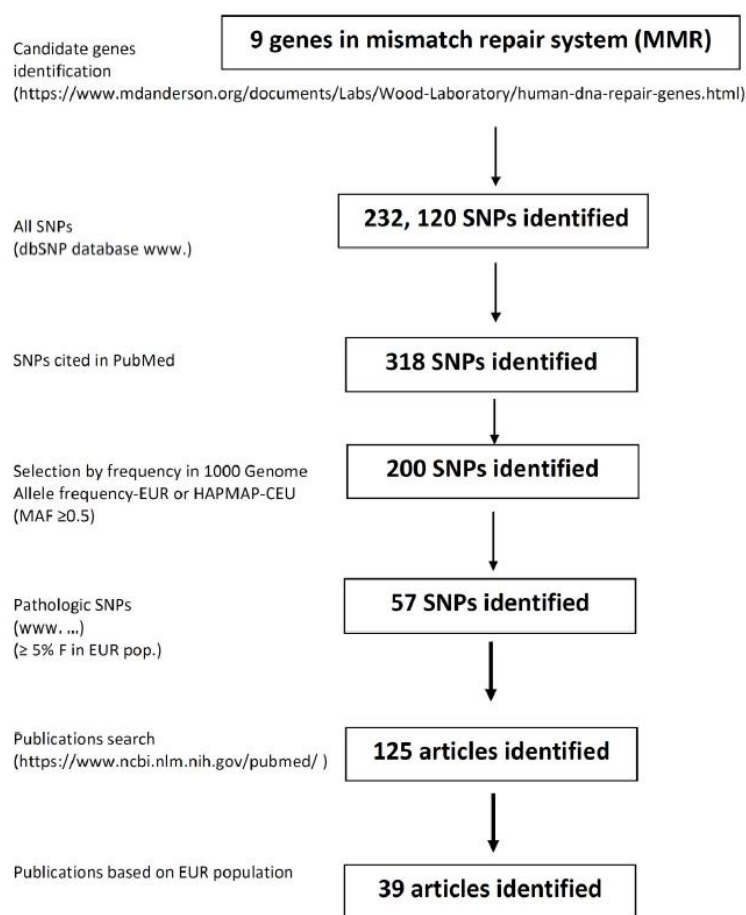 9 genes in mismatch repair system (MMR)
Candidate genes
identification
(https://www.mdanderson.org/documents/Labs/Wood-Laboratory/human-dna-repair-genes.html)
232, 120 SNPs identified
All SNPs
(dbSNP database www.)
318 SNPs identified
SNPs cited in PubMed
200 SNPs identified
Selection by frequency in 1000 Genome
Allele frequency-EUR or HAPMAP-CEU
(MAF ≥0.5)
57 SNPs identified
Pathologic SNPs
(www. ...)
(≥ 5% F in EUR pop.)
125 articles identified
Publications search
(https://www.ncbi.nlm.nih.gov/pubmed/ )
Publications based on EUR population
39 articles identified